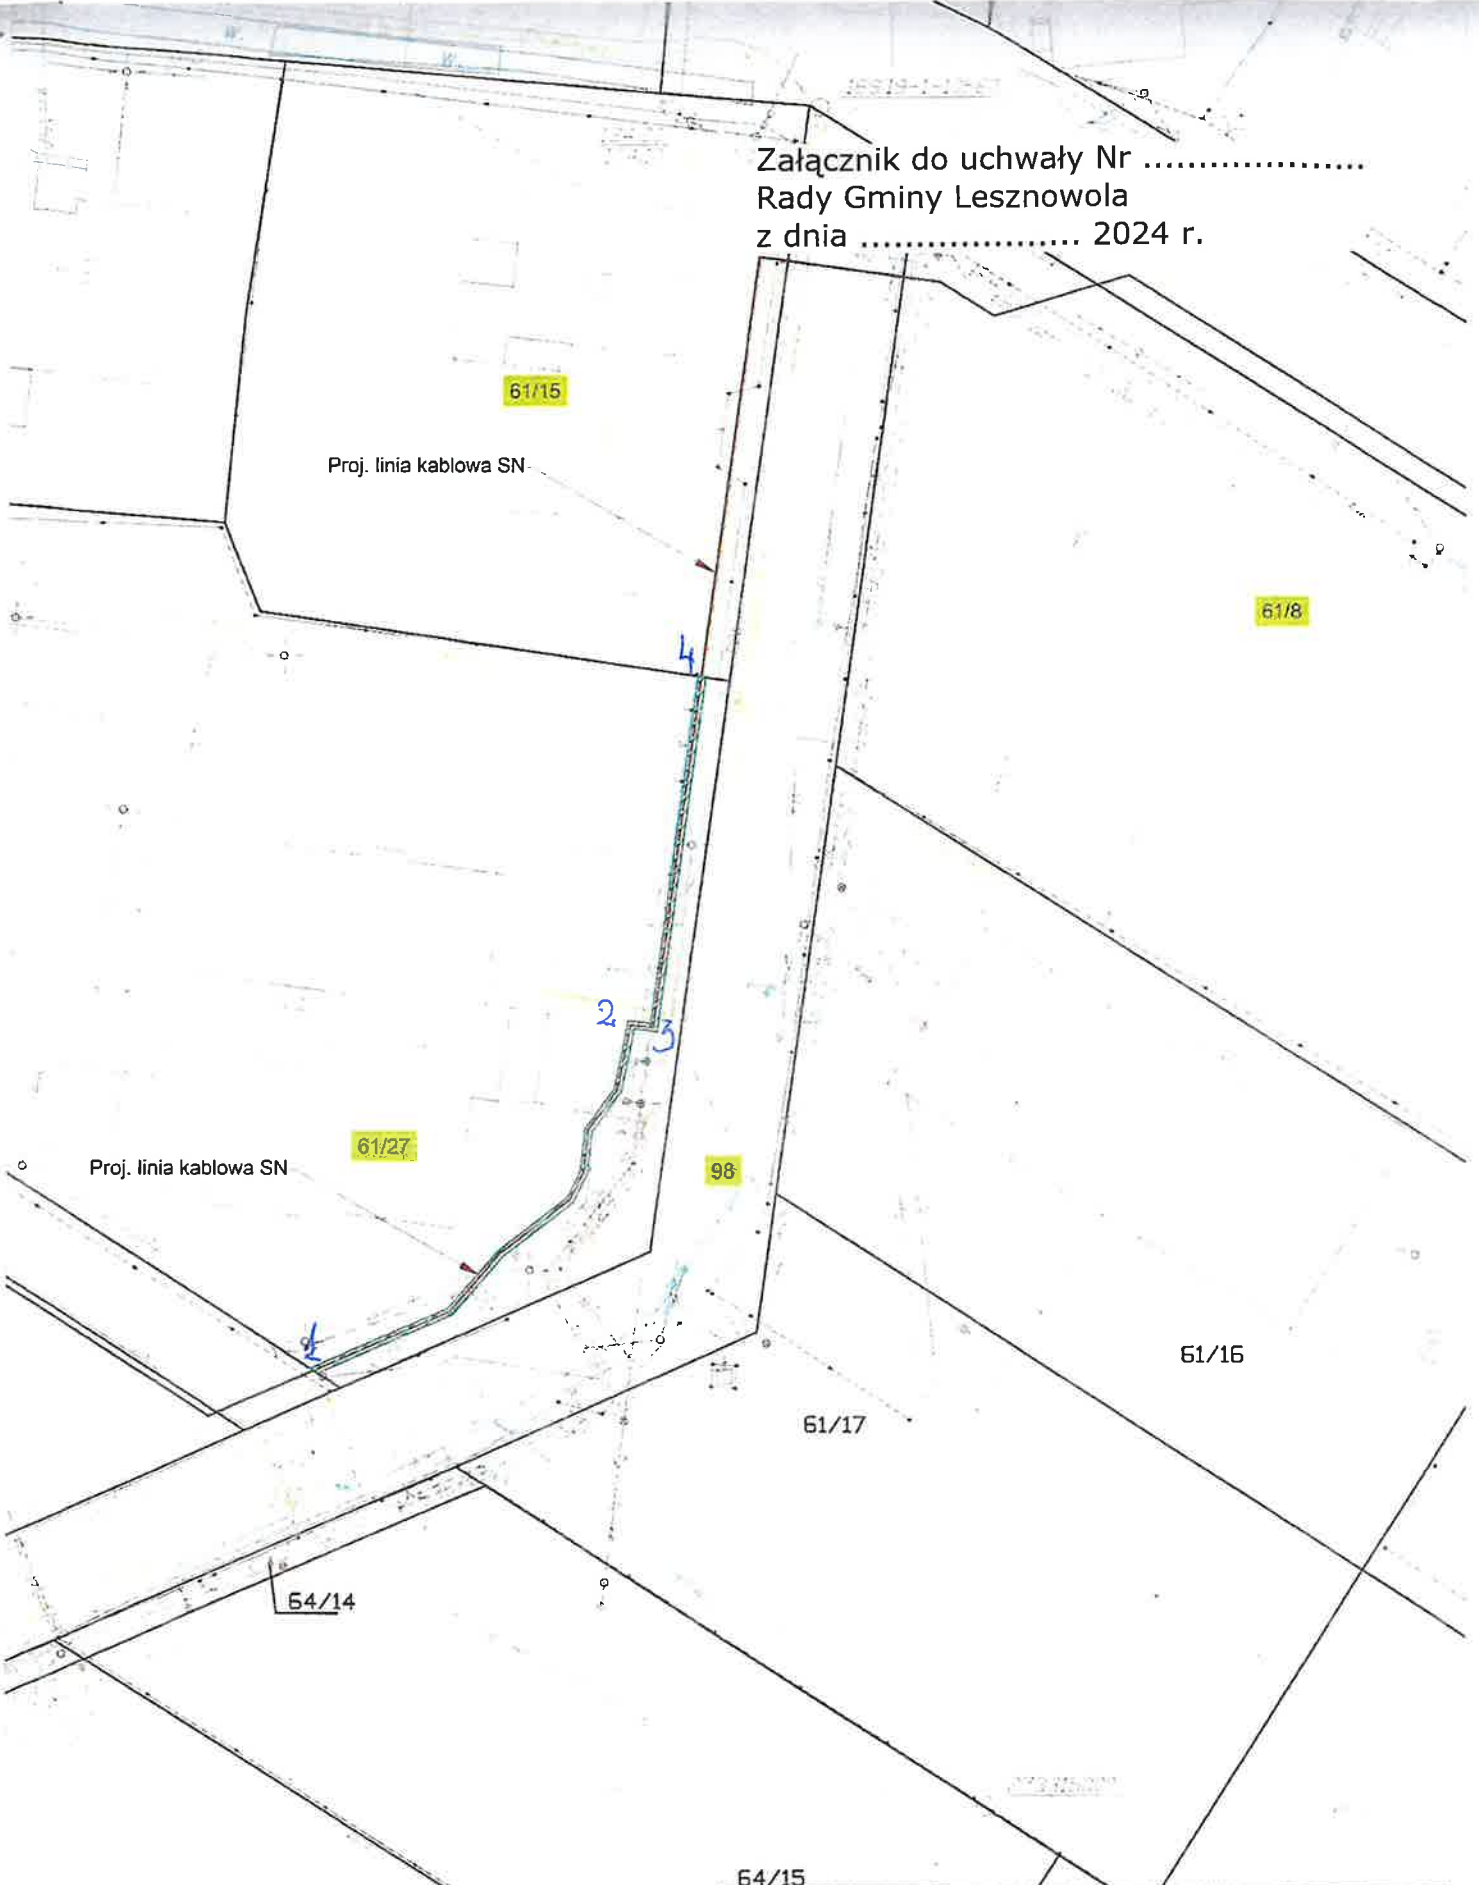 Załącznik do uchwały Nr ....................
Rady Gminy Lesznowola
z dnia .................... 2024 r.
61/15
Proj. linia kablowa SN
61/8
4
2
3
61/27
Proj. linia kablowa SN
98
1
61/16
61/17
64/14
64/15